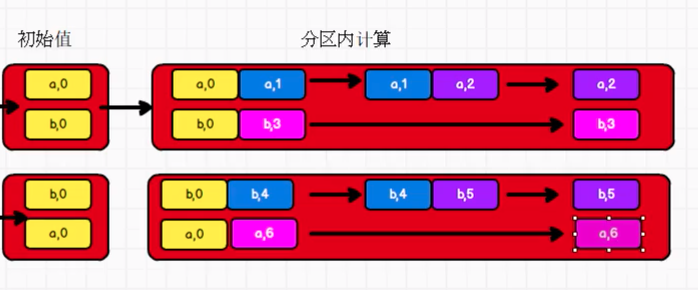 初始值 分区内计算
a,0 a,0 a,1 a,1 a,2 a,2
b,0 b,0 b,3 b,3
b,0 b,0 b,4 b,4 b,5 b,5
a,0 a,0 a,6 a,6